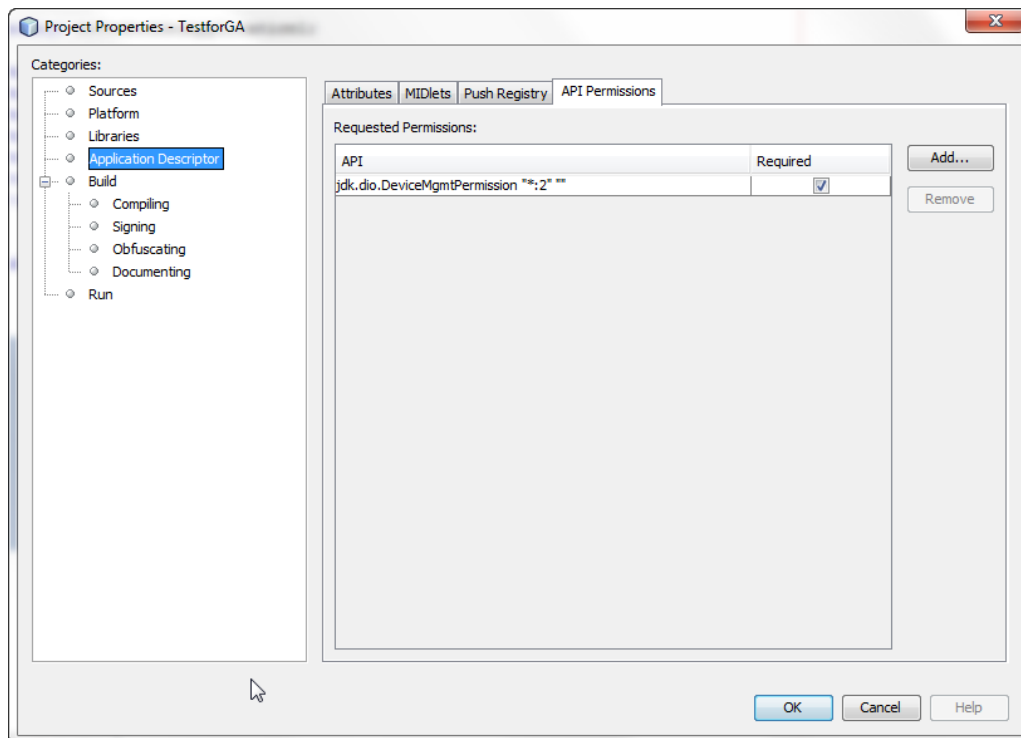 Project Properties - TestforGA
Categories:
Sources
Platform
Libraries
Application Descriptor
Build
Compiling
Signing
Obfuscating
Documenting
Run
Attributes MIDlets Push Registry API Permissions
Requested Permissions:
API Required
jdk.dio.DeviceMgmtPermission "*:2" ""
Add...
Remove
OK Cancel Help